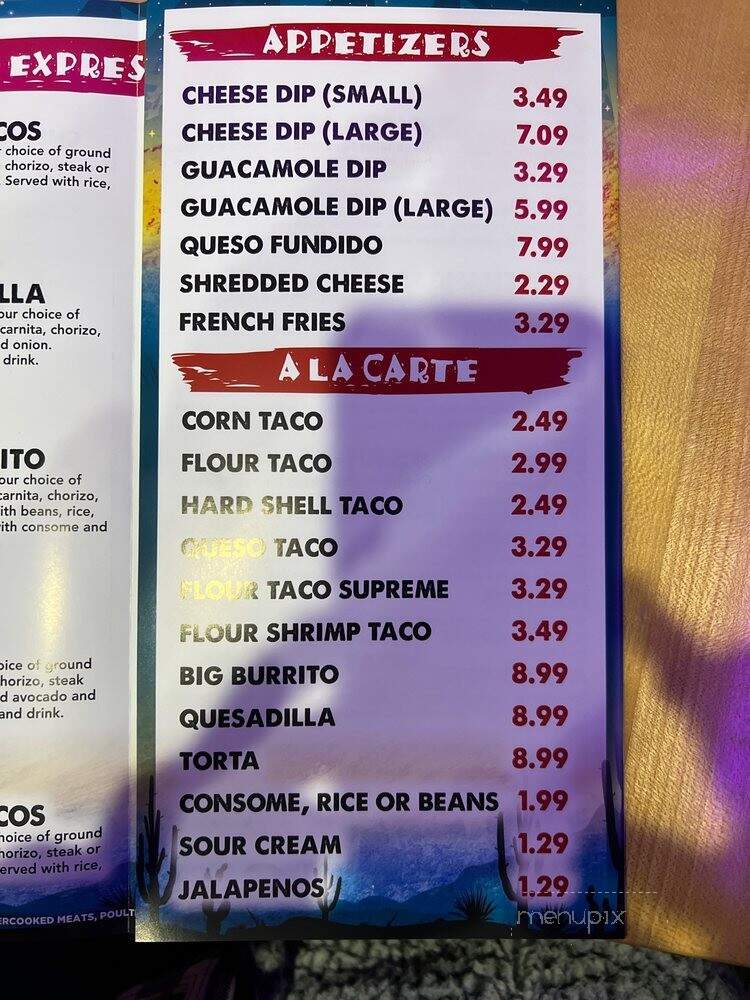 EXPRES
COS
choice of ground
chorizo, steak or
Served with rice,
LLA
our choice of
carnita, chorizo,
d onion.
drink.
ITO
our choice of
carnita, chorizo,
ith beans, rice,
ith consome and
oice of ground
horizo, steak
d avocado and
and drink.
COS
hoice of ground
horizo, steak or
erved with rice,
ERCOOKED MEATS, POULT
APPETIZERS
CHEESE DIP (SMALL) 3.49
CHEESE DIP (LARGE) 7.09
GUACAMOLE DIP 3.29
GUACAMOLE DIP (LARGE) 5.99
QUESO FUNDIDO 7.99
SHREDDED CHEESE 2.29
FRENCH FRIES 3.29
A LA CARTE
CORN TACO 2.49
FLOUR TACO 2.99
HARD SHELL TACO 2.49
QUESO TACO 3.29
FLOUR TACO SUPREME 3.29
FLOUR SHRIMP TACO 3.49
BIG BURRITO 8.99
QUESADILLA 8.99
TORTA 8.99
CONSOME, RICE OR BEANS 1.99
SOUR CREAM 1.29
JALAPENOS 1.29
menupix